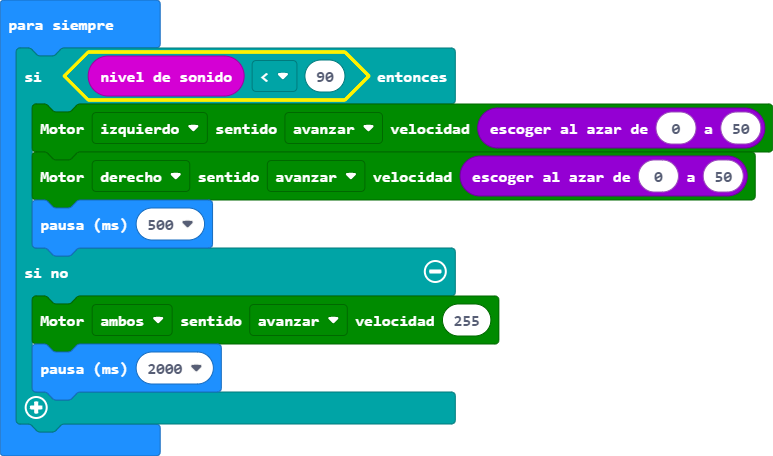 para siempre
si nivel de sonido < 90 entonces
Motor izquierdo sentido avanzar velocidad escoger al azar de 0 a 50
Motor derecho sentido avanzar velocidad escoger al azar de 0 a 50
pausa (ms) 500
si no
Motor ambos sentido avanzar velocidad 255
pausa (ms) 2000